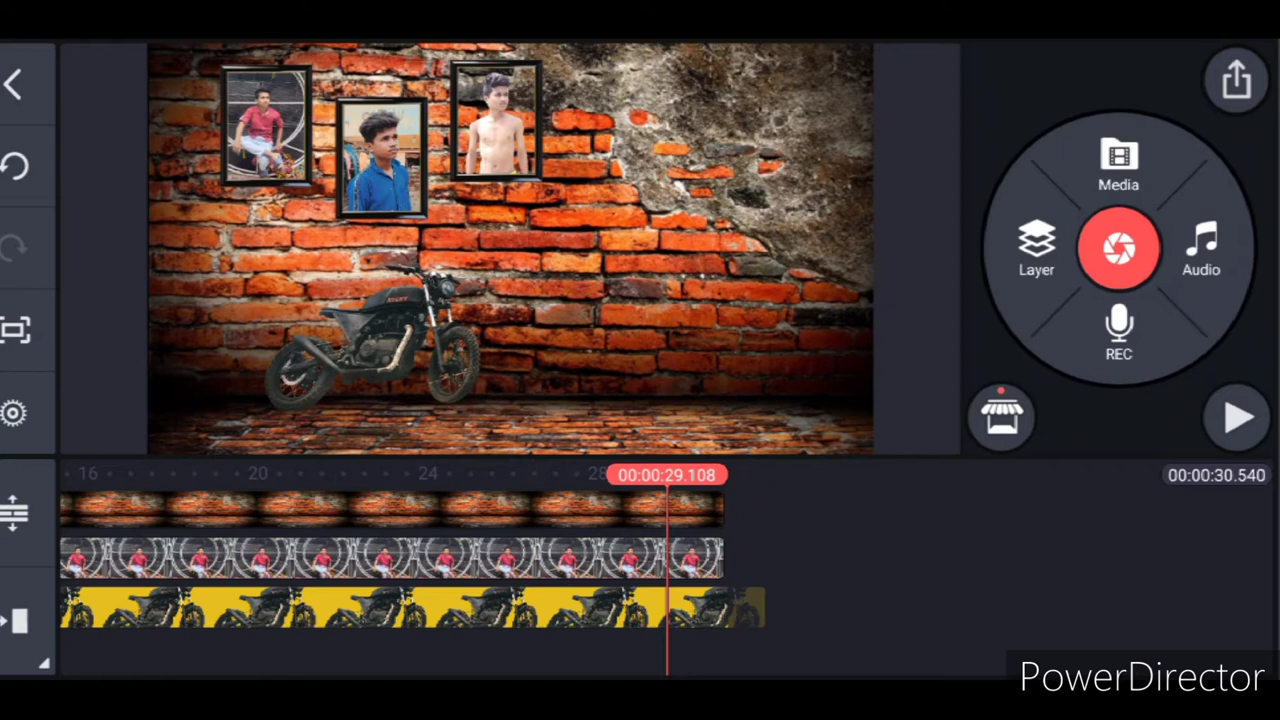 Media
Layer
Audio
REC
16
20
24
28
00:00:29.108
00:00:30.540
PowerDirector